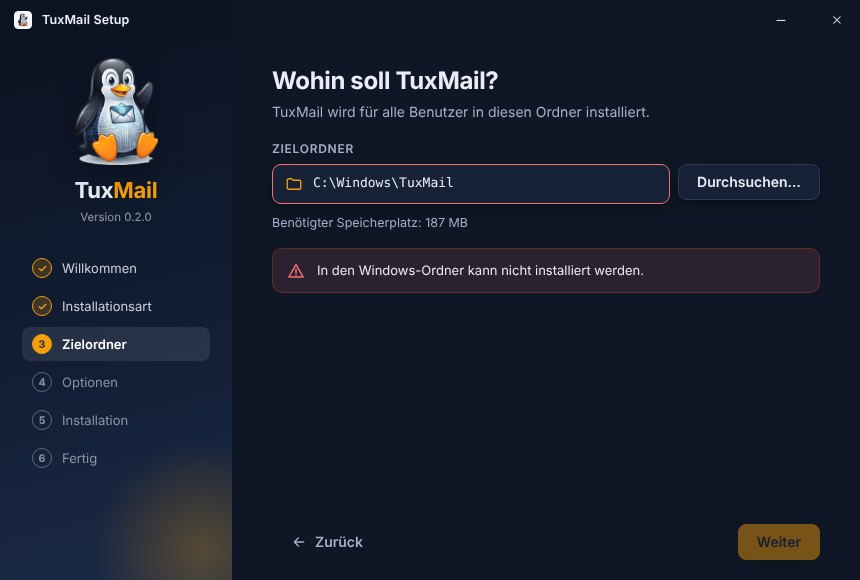 TuxMail Setup
TuxMail
Version 0.2.0
Willkommen
Installationsart
3 Zielordner
4 Optionen
5 Installation
6 Fertig
Wohin soll TuxMail?
TuxMail wird für alle Benutzer in diesen Ordner installiert.
ZIELORDNER
C:\Windows\TuxMail
Durchsuchen...
Benötigter Speicherplatz: 187 MB
In den Windows-Ordner kann nicht installiert werden.
← Zurück
Weiter